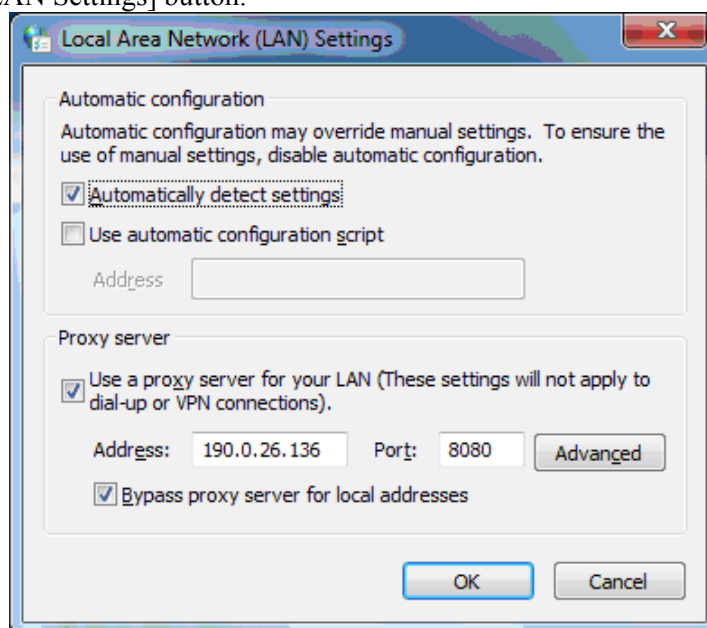 LAN Settings] button.
Local Area Network (LAN) Settings
Automatic configuration
Automatic configuration may override manual settings. To ensure the
use of manual settings, disable automatic configuration.
Automatically detect settings
Use automatic configuration script
Address
Proxy server
Use a proxy server for your LAN (These settings will not apply to
dial-up or VPN connections).
Address: 190.0.26.136 Port: 8080 Advanced
Bypass proxy server for local addresses
OK Cancel